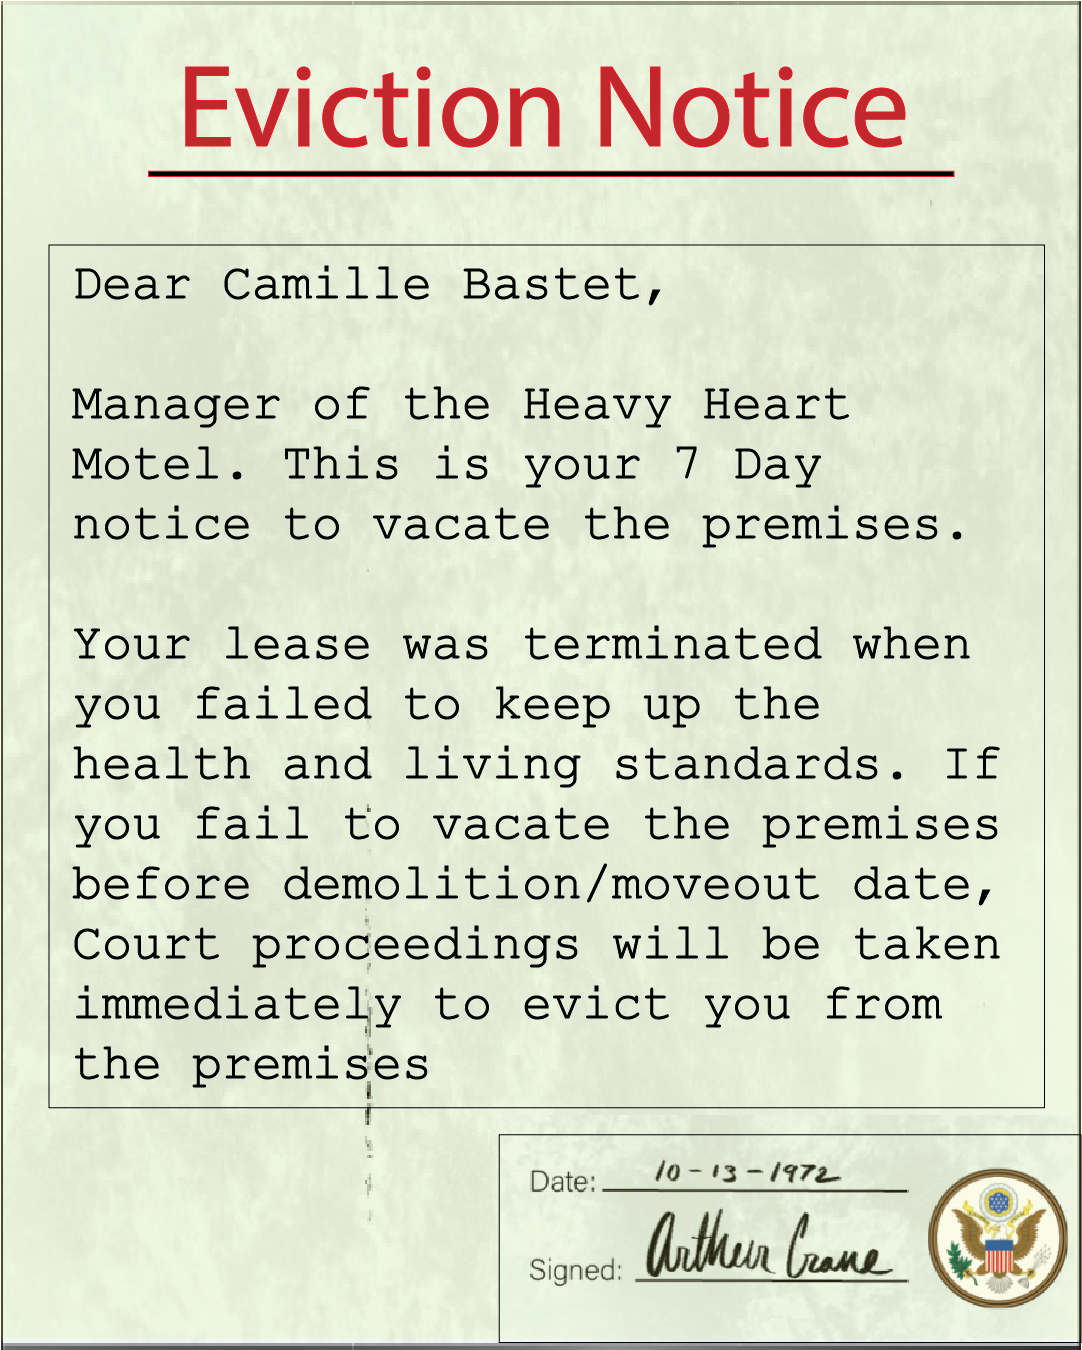 Eviction Notice
Dear Camille Bastet,
Manager of the Heavy Heart
Motel. This is your 7 Day
notice to vacate the premises.
Your lease was terminated when
you failed to keep up the
health and living standards. If
you fail to vacate the premises
before demolition/moveout date,
Court proceedings will be taken
immediately to evict you from
the premises
Date: 10-13-1972
Signed: Arthur Crane